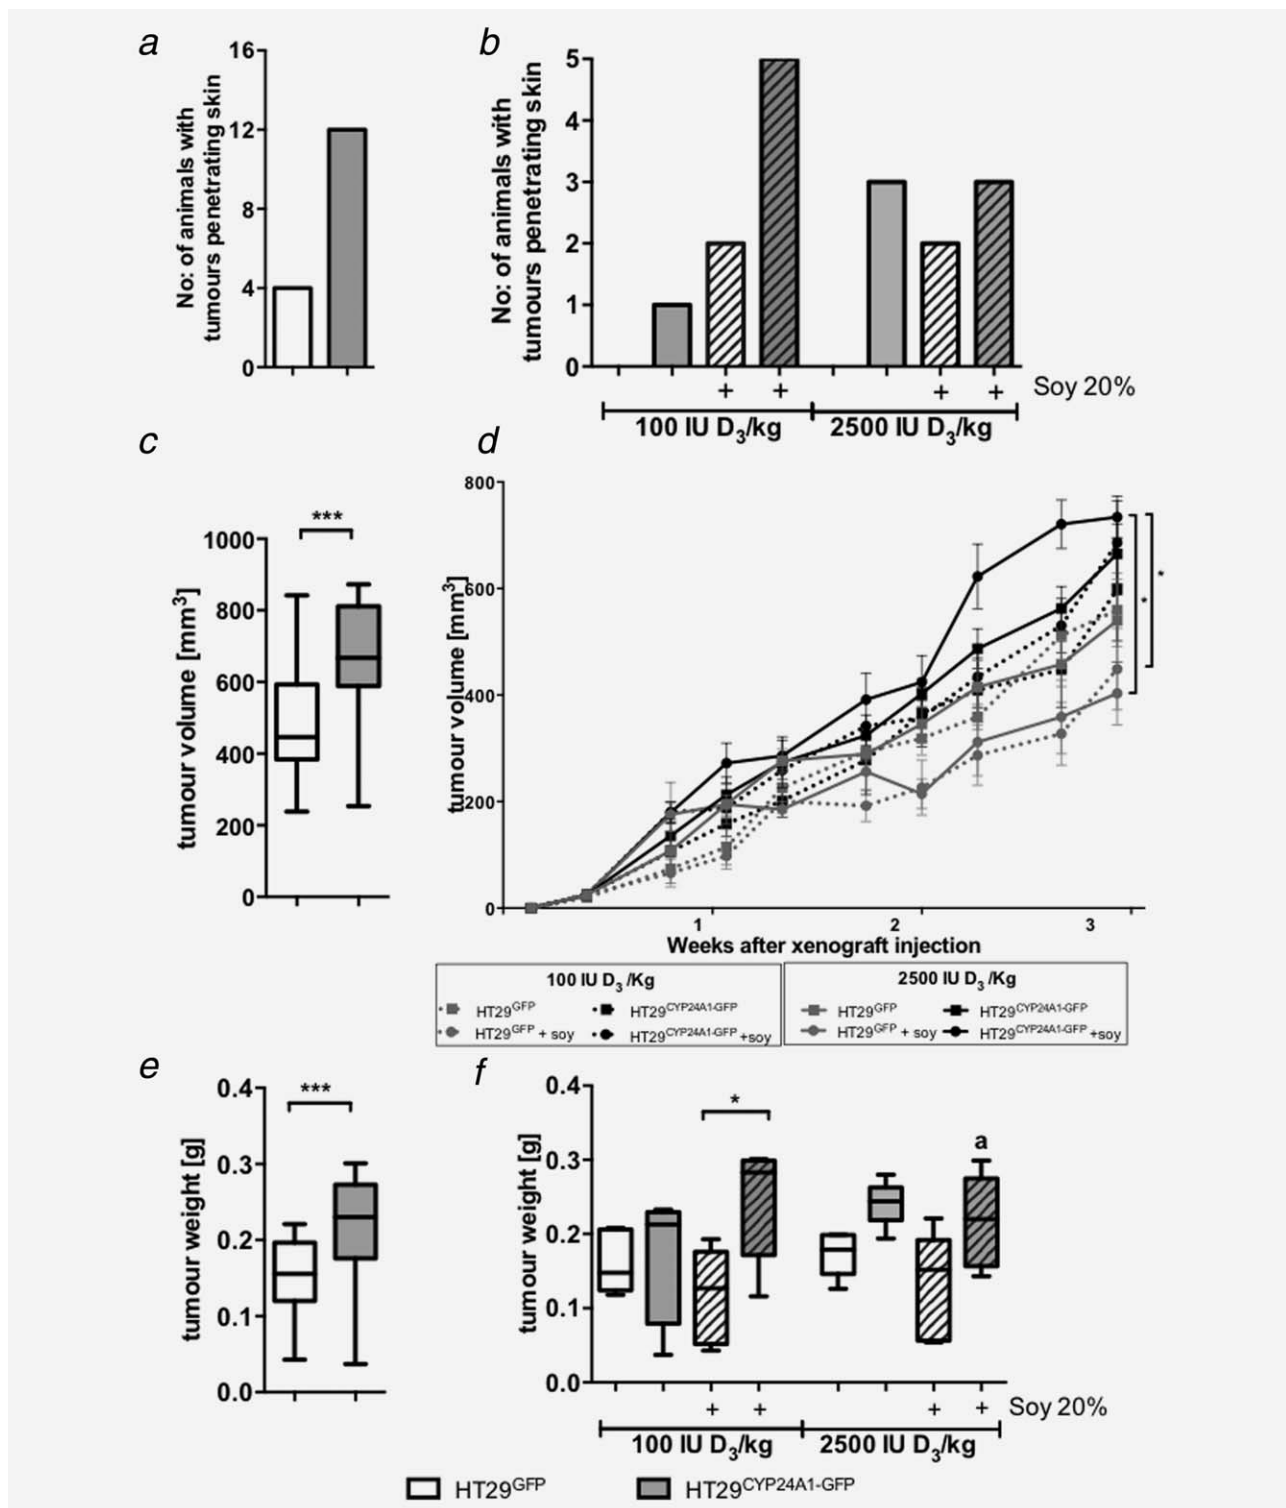 a
No: of animals with
tumours penetrating skin
16
12
8
4
0
b
No: of animals with
tumours penetrating skin
5
4
3
2
1
0
+ + + + Soy 20%
100 IU D3/kg 2500 IU D3/kg
c
tumour volume [mm3]
***
1000
800
600
400
200
0
d
tumour volume [mm3]
800
600
400
200
0
* *
1 2 3
Weeks after xenograft injection
100 IU D3 /Kg
HT29GFP HT29CYP24A1-GFP
HT29GFP + soy HT29CYP24A1-GFP +soy
2500 IU D3 /Kg
HT29GFP HT29CYP24A1-GFP
HT29GFP + soy HT29CYP24A1-GFP +soy
e
tumour weight [g]
***
0.4
0.3
0.2
0.1
0.0
f
tumour weight [g]
0.4
0.3
0.2
0.1
0.0
*
a
+ + + + Soy 20%
100 IU D3/kg 2500 IU D3/kg
HT29GFP HT29CYP24A1-GFP